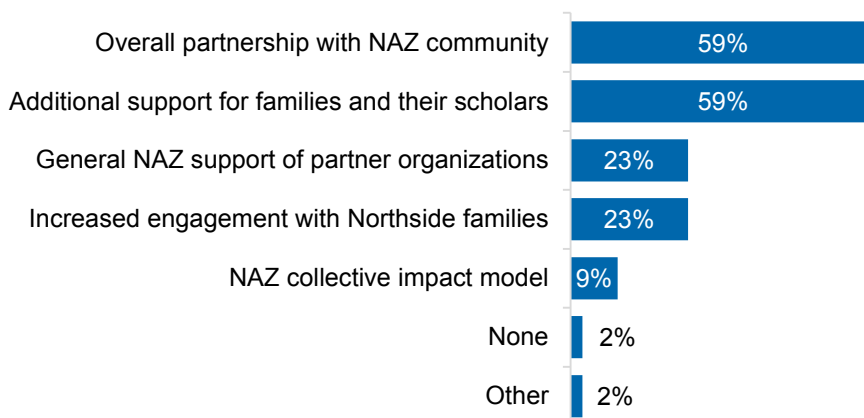 Overall partnership with NAZ community 59%
Additional support for families and their scholars 59%
General NAZ support of partner organizations 23%
Increased engagement with Northside families 23%
NAZ collective impact model 9%
None 2%
Other 2%